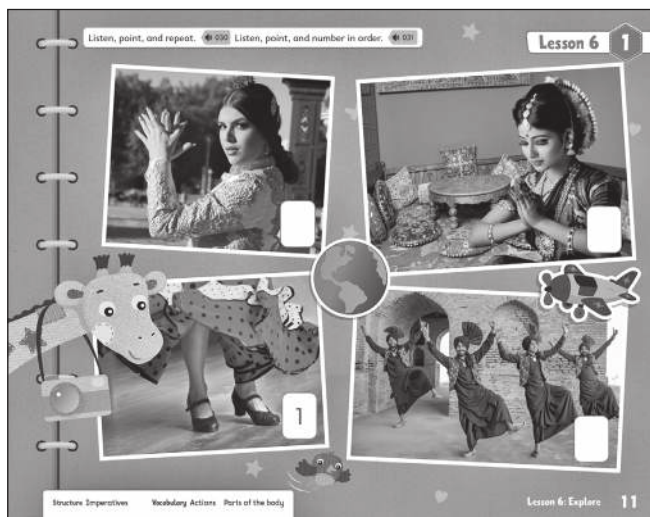 Listen, point, and repeat. 030 Listen, point, and number in order. 031
Lesson 6 1
1
Structure Imperatives Vocabulary Actions Parts of the body
Lesson 6: Explore 11